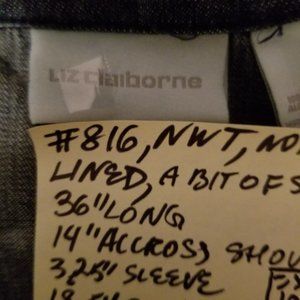 Liz Claiborne
#816, NWT, NO
LINED, A BIT OF S
36" LONG
14" ACCROSS SHOU
3.25" SLEEVE